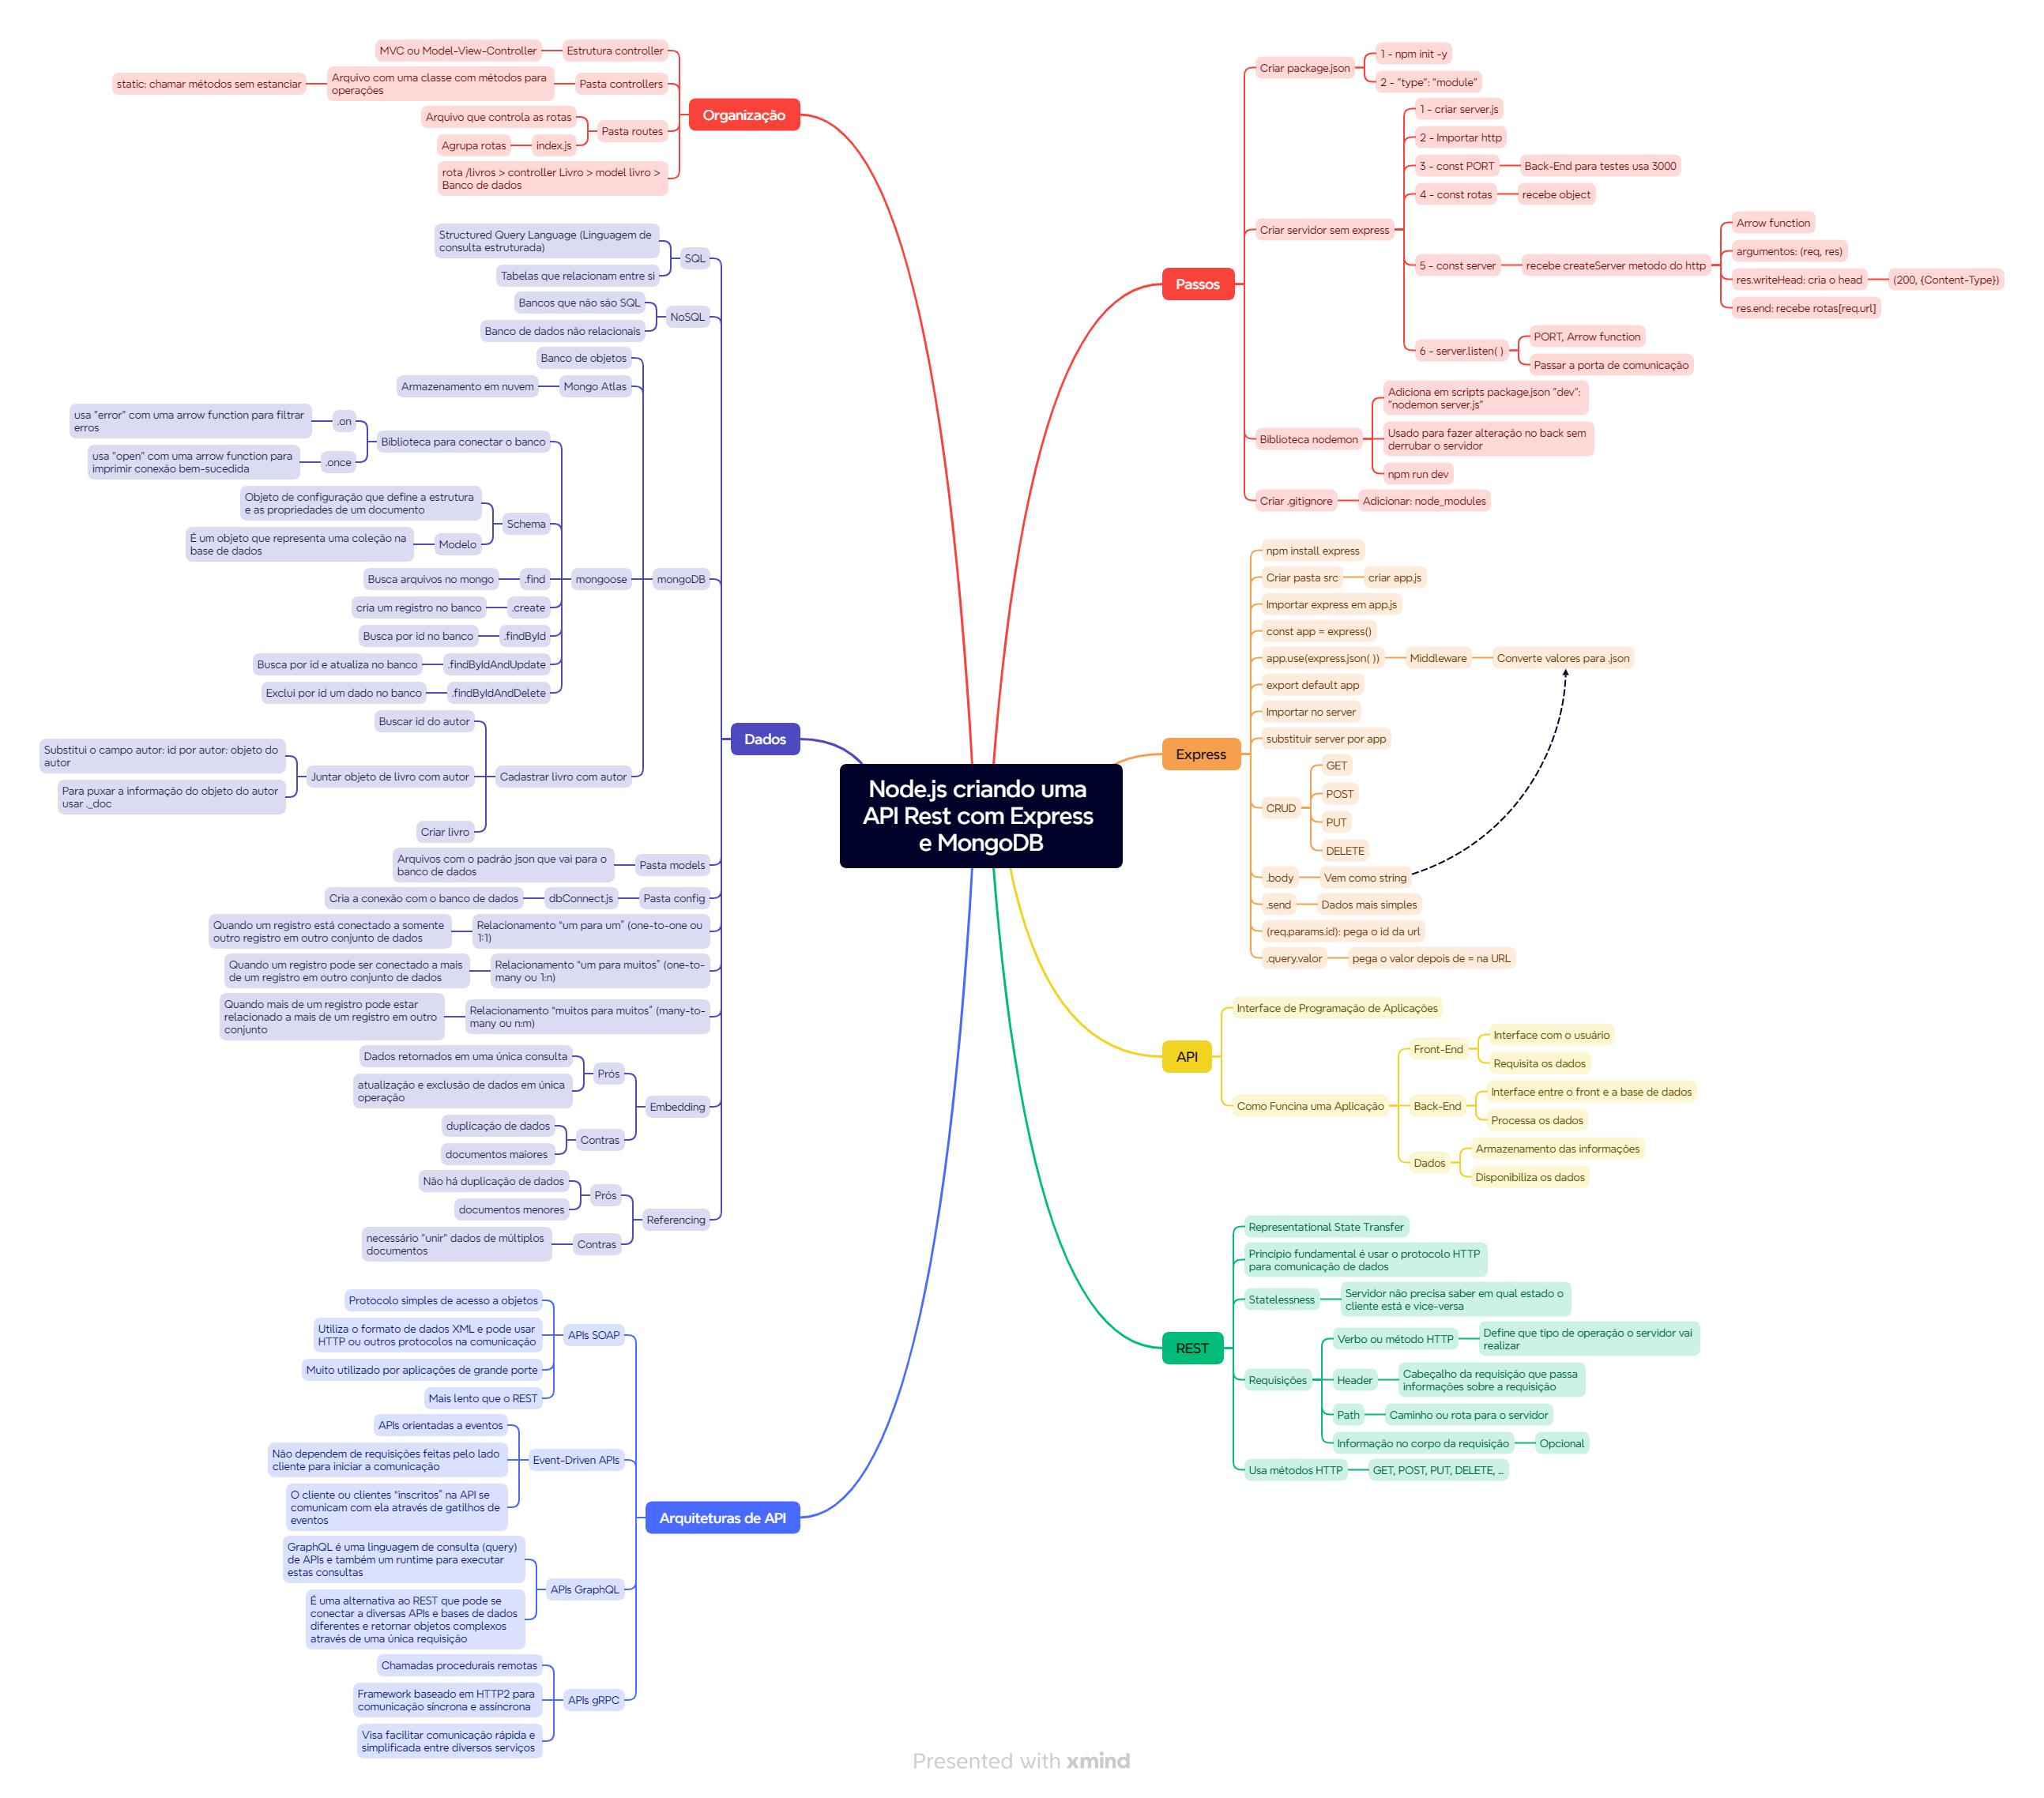 Node.js criando uma
API Rest com Express
e MongoDB
Passos
Criar package.json
1 - npm init -y
2 - "type": "module"
Criar servidor sem express
1 - criar server.js
2 - Importar http
3 - const PORT
Back-End para testes usa 3000
4 - const rotas
recebe object
5 - const server
recebe createServer metodo do http
Arrow function
argumentos: (req, res)
res.writeHead: cria o head
(200, {Content-Type})
res.end: recebe rotas[req.url]
6 - server.listen( )
PORT, Arrow function
Passar a porta de comunicação
Biblioteca nodemon
Adiciona em scripts package.json "dev":
"nodemon server.js"
Usado para fazer alteração no back sem
derrubar o servidor
npm run dev
Criar .gitignore
Adicionar: node_modules
Express
npm install express
Criar pasta src
criar app.js
Importar express em app.js
const app = express()
app.use(express.json( ))
Middleware
Converte valores para .json
export default app
Importar no server
substituir server por app
CRUD
GET
POST
PUT
DELETE
.body
Vem como string
.send
Dados mais simples
(req.params.id): pega o id da url
.query.valor
pega o valor depois de = na URL
API
Interface de Programação de Aplicações
Como Funcina uma Aplicação
Front-End
Interface com o usuário
Requisita os dados
Back-End
Interface entre o front e a base de dados
Processa os dados
Dados
Armazenamento das informações
Disponibiliza os dados
REST
Representational State Transfer
Princípio fundamental é usar o protocolo HTTP
para comunicação de dados
Statelessness
Servidor não precisa saber em qual estado o
cliente está e vice-versa
Requisições
Verbo ou método HTTP
Define que tipo de operação o servidor vai
realizar
Header
Cabeçalho da requisição que passa
informações sobre a requisição
Path
Caminho ou rota para o servidor
Informação no corpo da requisição
Opcional
Usa métodos HTTP
GET, POST, PUT, DELETE, ...
Organização
Estrutura controller
MVC ou Model-View-Controller
Pasta controllers
Arquivo com uma classe com métodos para
operações
static: chamar métodos sem estanciar
Pasta routes
Arquivo que controla as rotas
index.js
Agrupa rotas
rota /livros > controller Livro > model livro >
Banco de dados
Dados
SQL
Structured Query Language (Linguagem de
consulta estruturada)
Tabelas que relacionam entre si
NoSQL
Bancos que não são SQL
Banco de dados não relacionais
mongoDB
Banco de objetos
Mongo Atlas
Armazenamento em nuvem
mongoose
Biblioteca para conectar o banco
.on
usa "error" com uma arrow function para filtrar
erros
.once
usa "open" com uma arrow function para
imprimir conexão bem-sucedida
Schema
Objeto de configuração que define a estrutura
e as propriedades de um documento
Modelo
É um objeto que representa uma coleção na
base de dados
.find
Busca arquivos no mongo
.create
cria um registro no banco
.findById
Busca por id no banco
.findByIdAndUpdate
Busca por id e atualiza no banco
.findByIdAndDelete
Exclui por id um dado no banco
Cadastrar livro com autor
Buscar id do autor
Juntar objeto de livro com autor
Substitui o campo autor: id por autor: objeto do
autor
Para puxar a informação do objeto do autor
usar ._doc
Criar livro
Pasta models
Arquivos com o padrão json que vai para o
banco de dados
Pasta config
dbConnect.js
Cria a conexão com o banco de dados
Relacionamento “um para um” (one-to-one ou
1:1)
Quando um registro está conectado a somente
outro registro em outro conjunto de dados
Relacionamento “um para muitos” (one-to-
many ou 1:n)
Quando um registro pode ser conectado a mais
de um registro em outro conjunto de dados
Relacionamento “muitos para muitos” (many-to-
many ou n:m)
Quando mais de um registro pode estar
relacionado a mais de um registro em outro
conjunto
Embedding
Prós
Dados retornados em uma única consulta
atualização e exclusão de dados em única
operação
Contras
duplicação de dados
documentos maiores
Referencing
Prós
Não há duplicação de dados
documentos menores
Contras
necessário "unir" dados de múltiplos
documentos
Arquiteturas de API
APIs SOAP
Protocolo simples de acesso a objetos
Utiliza o formato de dados XML e pode usar
HTTP ou outros protocolos na comunicação
Muito utilizado por aplicações de grande porte
Mais lento que o REST
Event-Driven APIs
APIs orientadas a eventos
Não dependem de requisições feitas pelo lado
cliente para iniciar a comunicação
O cliente ou clientes “inscritos” na API se
comunicam com ela através de gatilhos de
eventos
APIs GraphQL
GraphQL é uma linguagem de consulta (query)
de APIs e também um runtime para executar
estas consultas
É uma alternativa ao REST que pode se
conectar a diversas APIs e bases de dados
diferentes e retornar objetos complexos
através de uma única requisição
APIs gRPC
Chamadas procedurais remotas
Framework baseado em HTTP2 para
comunicação síncrona e assíncrona
Visa facilitar comunicação rápida e
simplificada entre diversos serviços
Presented with xmind